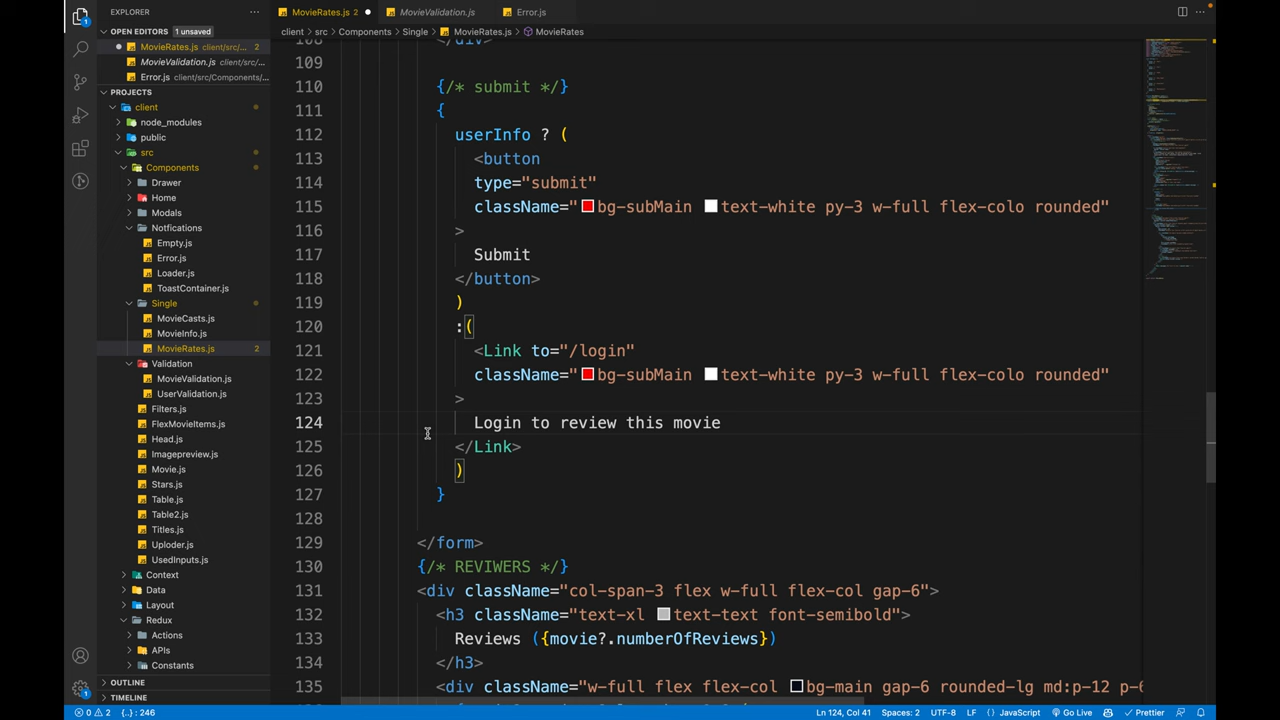 EXPLORER
MovieRates.js 2
MovieValidation.js
Error.js
OPEN EDITORS 1 unsaved
MovieRates.js client/src/... 2
MovieValidation.js client/src/...
Error.js client/src/Components/...
PROJECTS
client
node_modules
public
src
Components
Drawer
Home
Modals
Notfications
Empty.js
Error.js
Loader.js
ToastContainer.js
Single
MovieCasts.js
MovieInfo.js
MovieRates.js 2
Validation
MovieValidation.js
UserValidation.js
Filters.js
FlexMovieItems.js
Head.js
Imagepreview.js
Movie.js
Stars.js
Table.js
Table2.js
Titles.js
Uploder.js
UsedInputs.js
Context
Data
Layout
Redux
Actions
APIs
Constants
OUTLINE
TIMELINE
client > src > Components > Single > MovieRates.js > MovieRates
108 </div>
109
110 {/* submit */}
111 {
112 userInfo ? (
113 <button
114 type="submit"
115 className="bg-subMain text-white py-3 w-full flex-colo rounded"
116 >
117 Submit
118 </button>
119 )
120 :(
121 <Link to="/login"
122 className="bg-subMain text-white py-3 w-full flex-colo rounded"
123 >
124 Login to review this movie
125 </Link>
126 )
127 }
128
129 </form>
130 {/* REVIWERS */}
131 <div className="col-span-3 flex w-full flex-col gap-6">
132 <h3 className="text-xl text-text font-semibold">
133 Reviews ({movie?.numberOfReviews})
134 </h3>
135 <div className="w-full flex flex-col bg-main gap-6 rounded-lg md:p-12 p-6
0 2 {..} : 246
Ln 124, Col 41 Spaces: 2 UTF-8 LF {} JavaScript Go Live Prettier